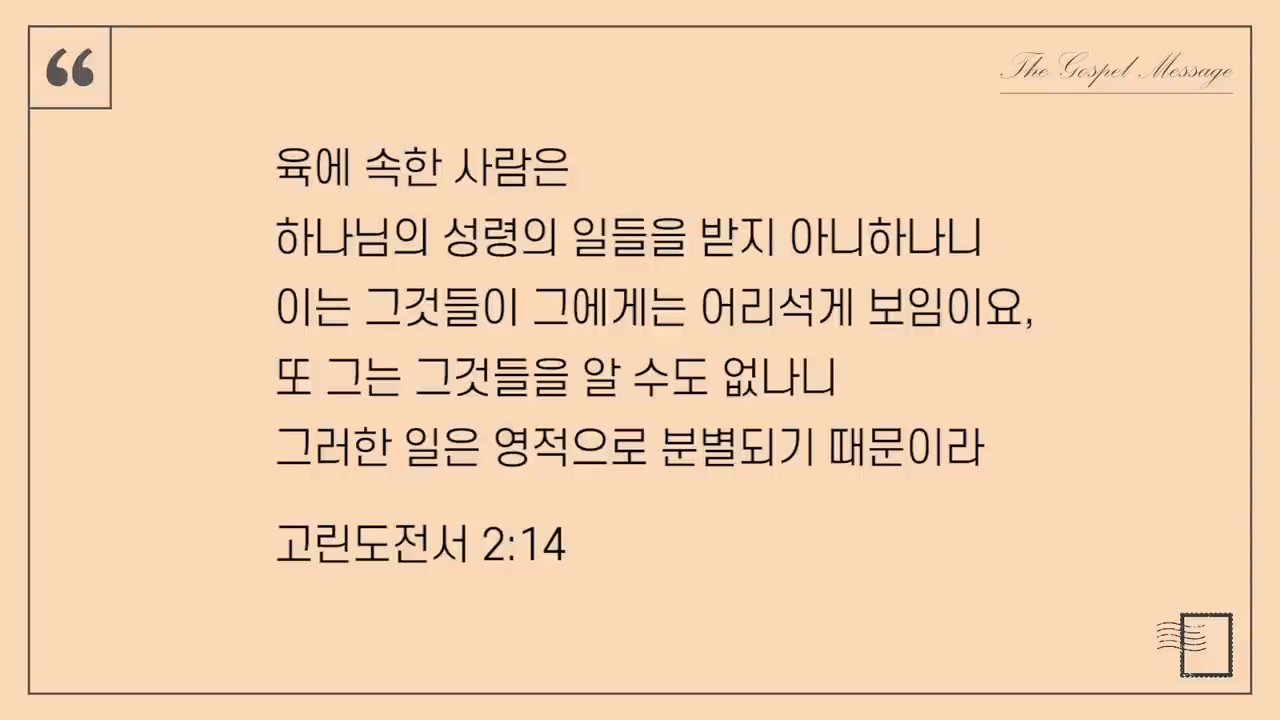 The Gospel Message
육에 속한 사람은
하나님의 성령의 일들을 받지 아니하나니
이는 그것들이 그에게는 어리석게 보임이요,
또 그는 그것들을 알 수도 없나니
그러한 일은 영적으로 분별되기 때문이라
고린도전서 2:14